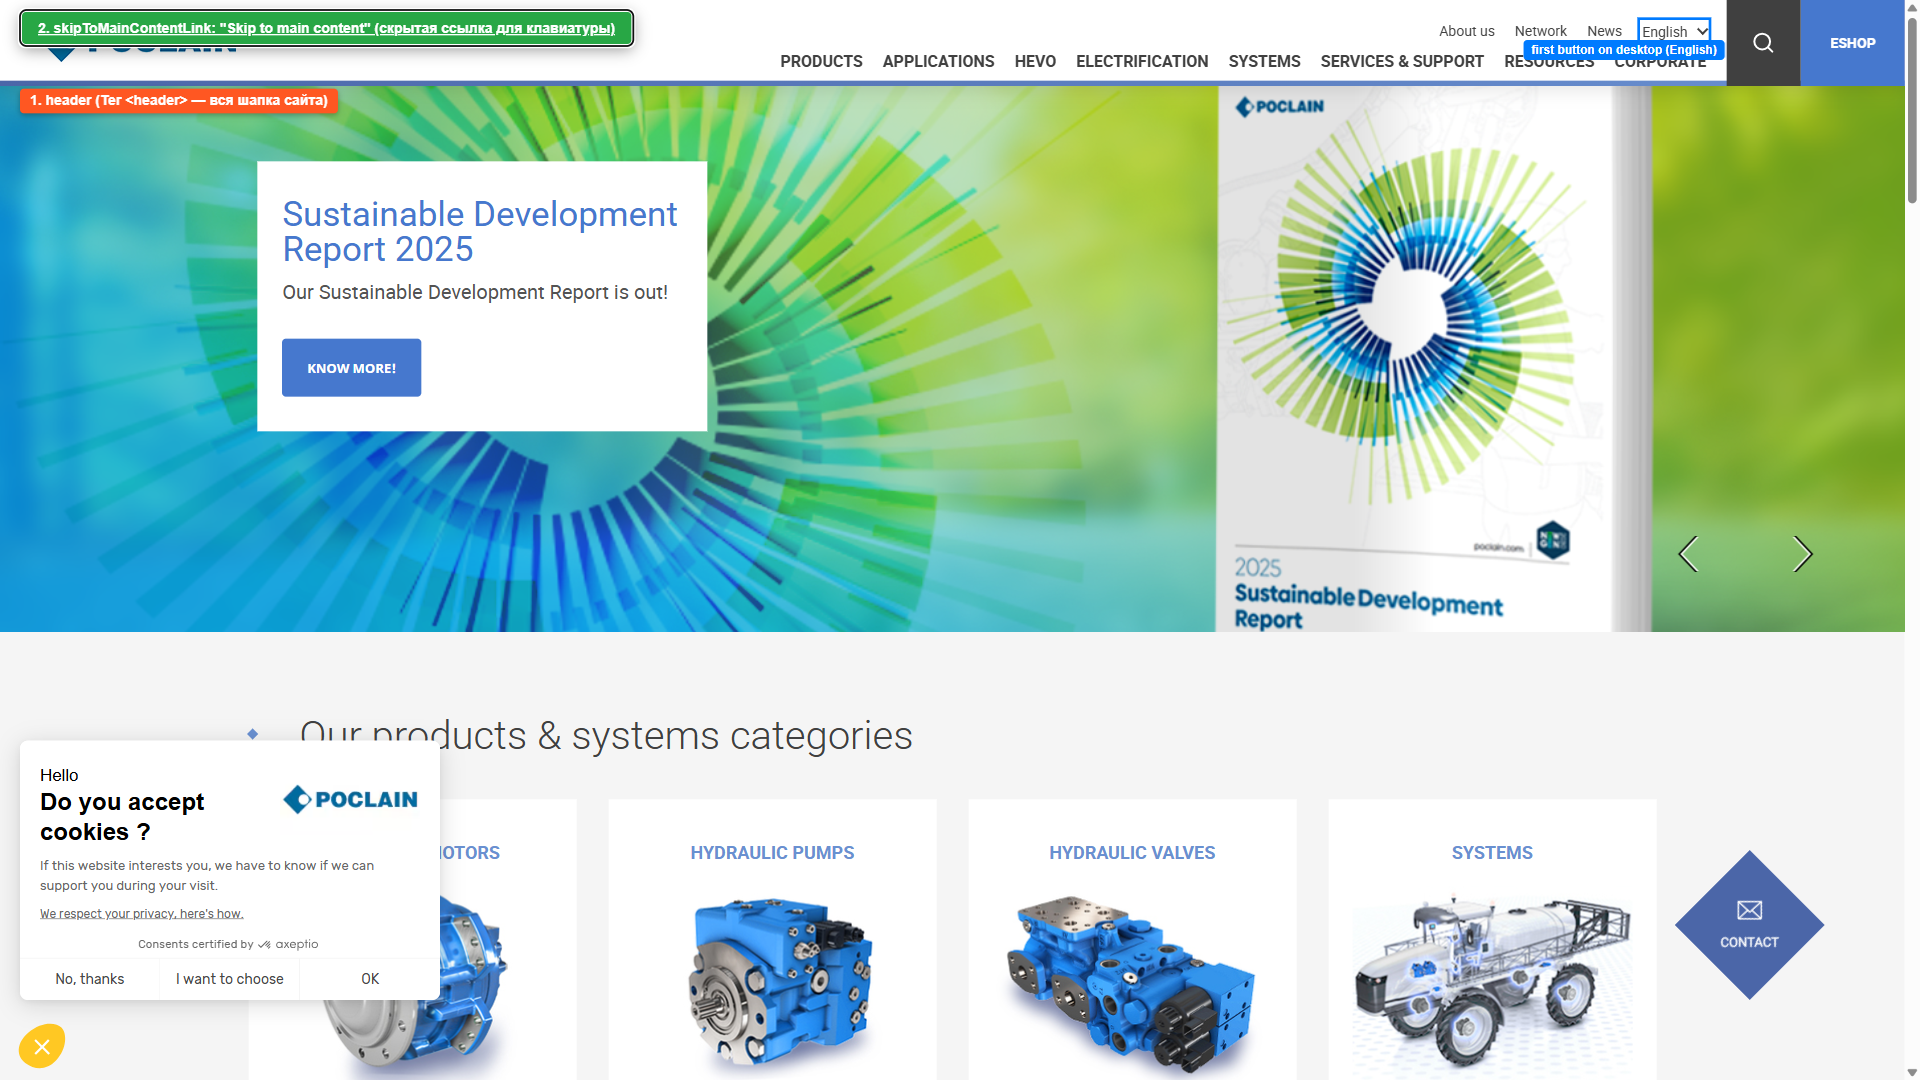 2. skipToMainContentLink: "Skip to main content" (скрытая ссылка для клавиатуры)
About us
Network
News
English
first button on desktop (English)
PRODUCTS
APPLICATIONS
HEVO
ELECTRIFICATION
SYSTEMS
SERVICES & SUPPORT
RESOURCES
CORPORATE
ESHOP
1. header (Тег <header> — вся шапка сайта)
POCLAIN
Sustainable Development
Report 2025
Our Sustainable Development Report is out!
KNOW MORE!
poclain.com
2025
Sustainable Development
Report
Our products & systems categories
Hello
Do you accept
cookies ?
POCLAIN
If this website interests you, we have to know if we can
support you during your visit.
We respect your privacy, here's how.
Consents certified by axeptio
No, thanks
I want to choose
OK
HYDRAULIC PUMPS
HYDRAULIC VALVES
SYSTEMS
CONTACT